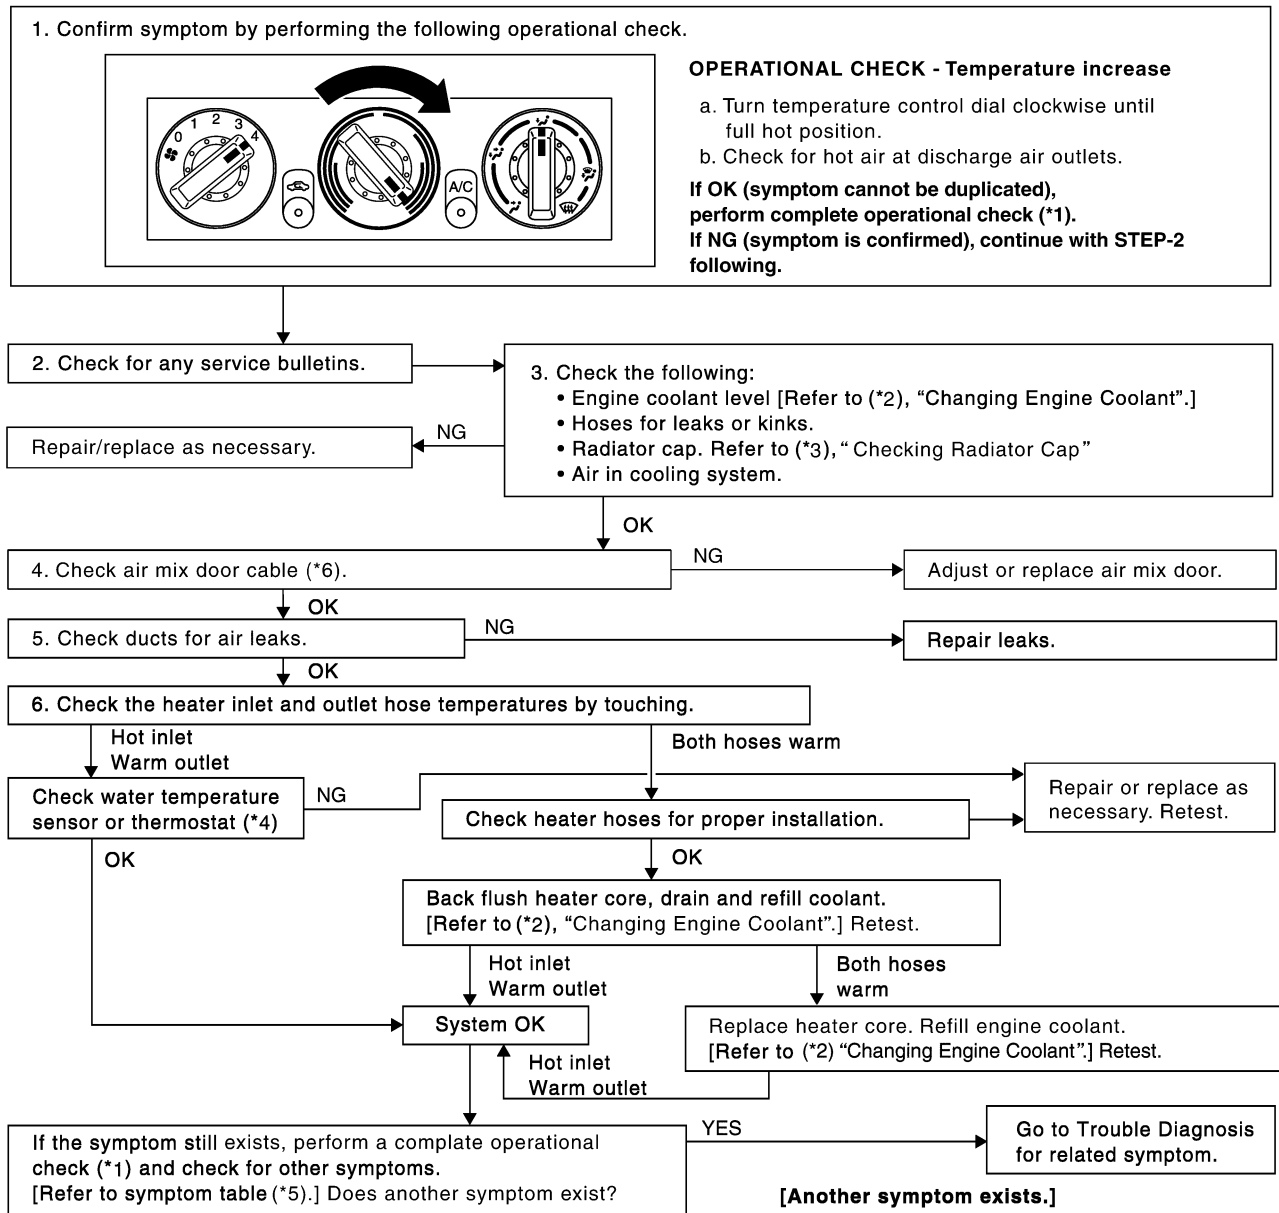 1. Confirm symptom by performing the following operational check.
0
1
2
3
4
A/C
OPERATIONAL CHECK - Temperature increase
a. Turn temperature control dial clockwise until
full hot position.
b. Check for hot air at discharge air outlets.
If OK (symptom cannot be duplicated),
perform complete operational check (*1).
If NG (symptom is confirmed), continue with STEP-2
following.
2. Check for any service bulletins.
3. Check the following:
• Engine coolant level [Refer to (*2), “Changing Engine Coolant”.]
• Hoses for leaks or kinks.
• Radiator cap. Refer to (*3), “Checking Radiator Cap”
• Air in cooling system.
NG
Repair/replace as necessary.
OK
4. Check air mix door cable (*6).
NG
Adjust or replace air mix door.
OK
5. Check ducts for air leaks.
NG
Repair leaks.
OK
6. Check the heater inlet and outlet hose temperatures by touching.
Hot inlet
Warm outlet
Both hoses warm
Check water temperature
sensor or thermostat (*4)
NG
Repair or replace as
necessary. Retest.
Check heater hoses for proper installation.
OK
OK
Back flush heater core, drain and refill coolant.
[Refer to (*2), “Changing Engine Coolant”.] Retest.
Hot inlet
Warm outlet
Both hoses
warm
System OK
Replace heater core. Refill engine coolant.
[Refer to (*2) “Changing Engine Coolant”.] Retest.
Hot inlet
Warm outlet
If the symptom still exists, perform a complate operational
check (*1) and check for other symptoms.
[Refer to symptom table (*5).] Does another symptom exist?
YES
Go to Trouble Diagnosis
for related symptom.
[Another symptom exists.]